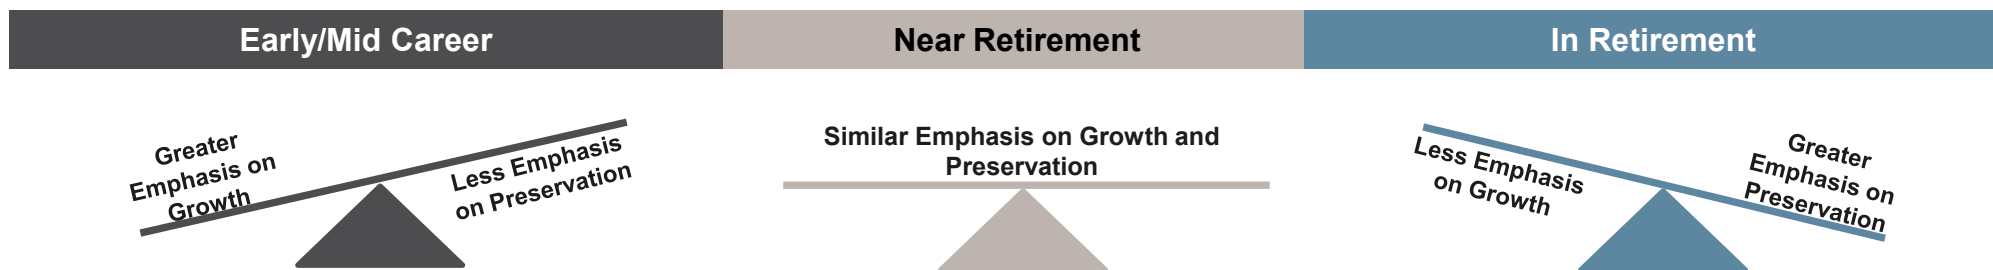 Early/Mid Career
Near Retirement
In Retirement
Greater
Emphasis on
Growth
Less Emphasis
on Preservation
Similar Emphasis on Growth and
Preservation
Less Emphasis
on Growth
Greater
Emphasis on
Preservation